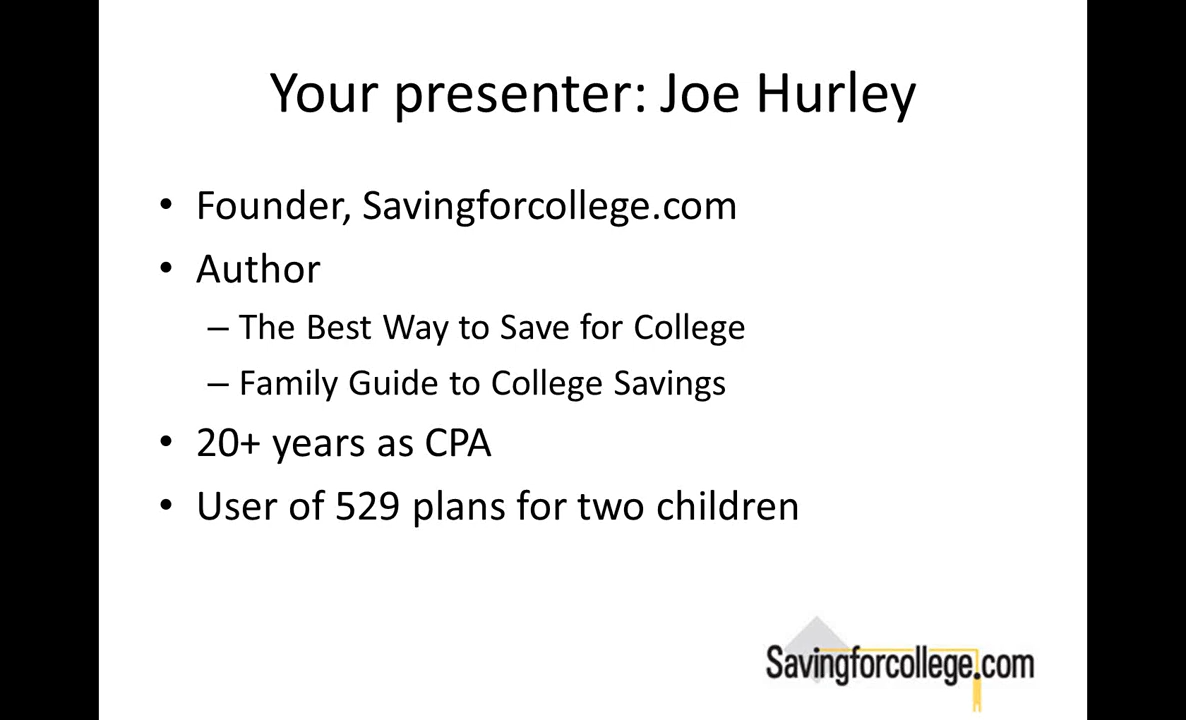 Your presenter: Joe Hurley
• Founder, Savingforcollege.com
• Author
– The Best Way to Save for College
– Family Guide to College Savings
• 20+ years as CPA
• User of 529 plans for two children
Savingforcollege.com